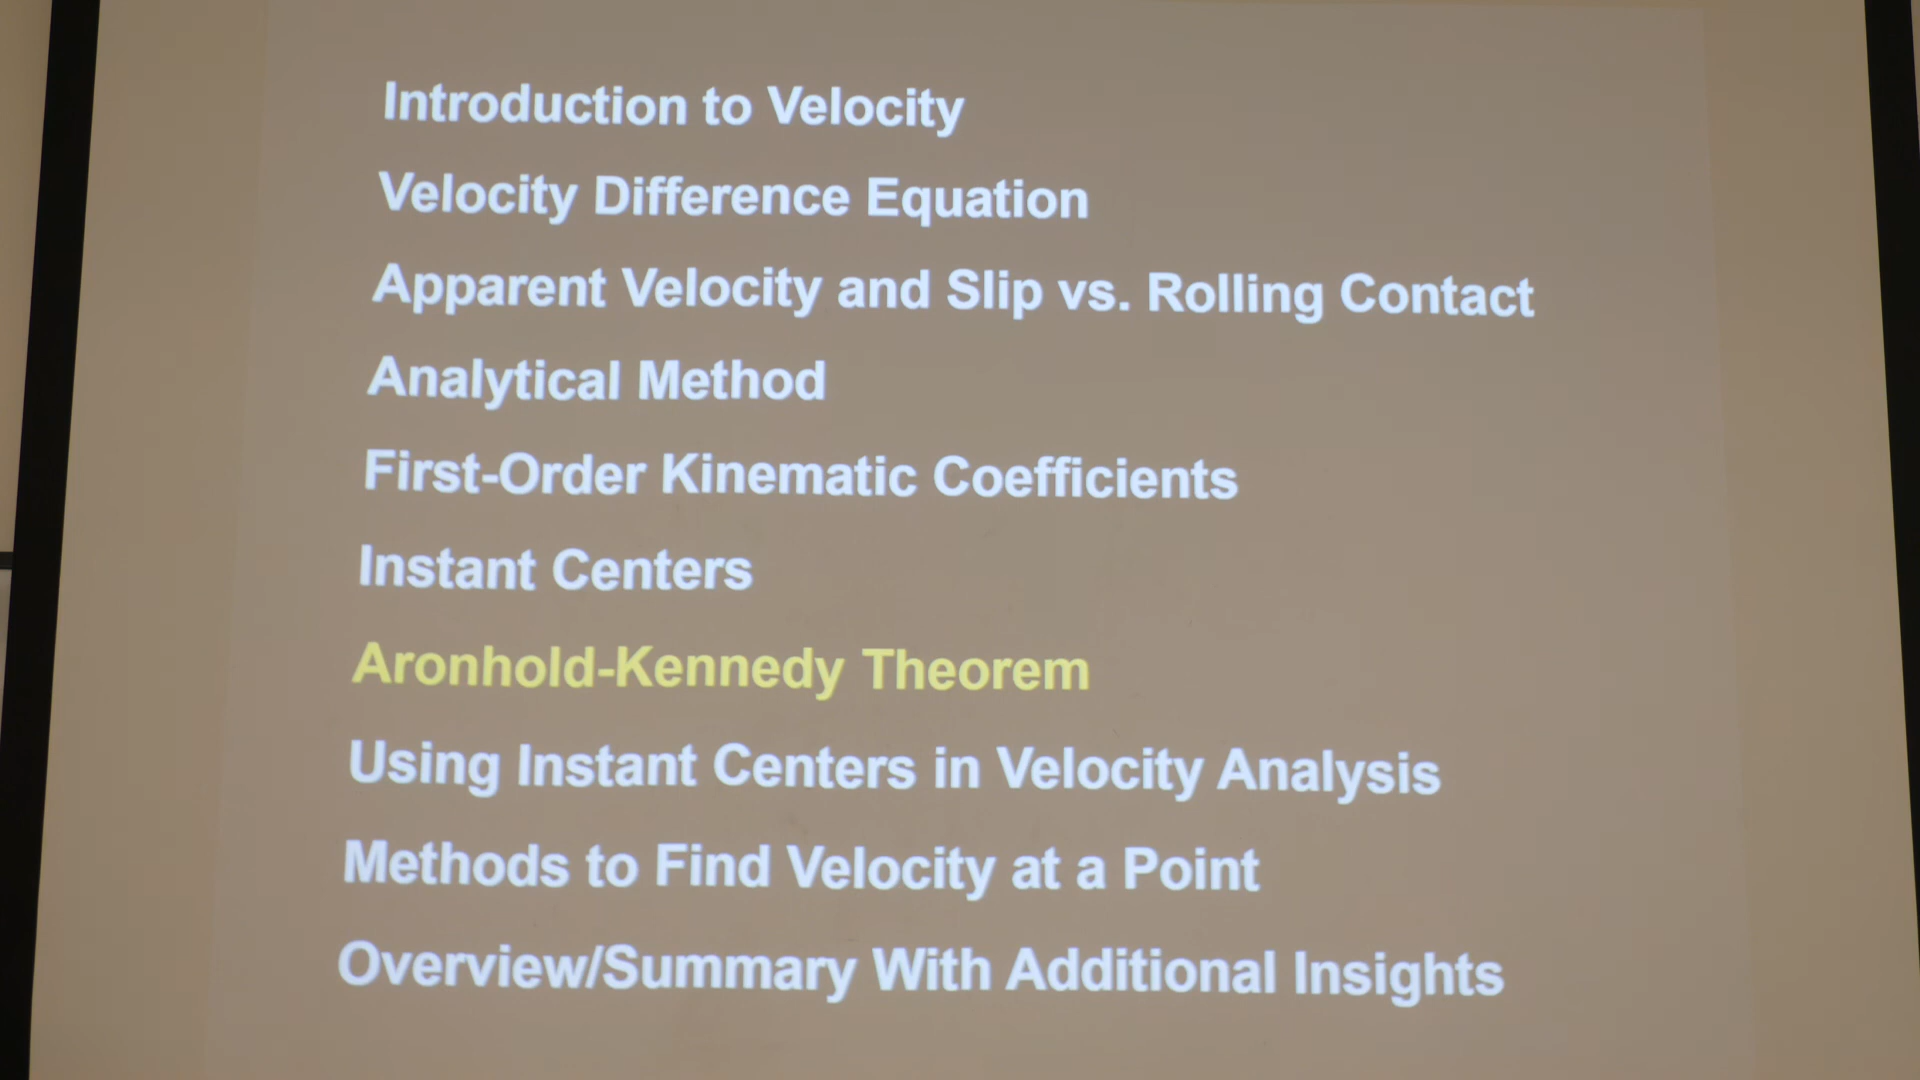 Introduction to Velocity
Velocity Difference Equation
Apparent Velocity and Slip vs. Rolling Contact
Analytical Method
First-Order Kinematic Coefficients
Instant Centers
Aronhold-Kennedy Theorem
Using Instant Centers in Velocity Analysis
Methods to Find Velocity at a Point
Overview/Summary With Additional Insights